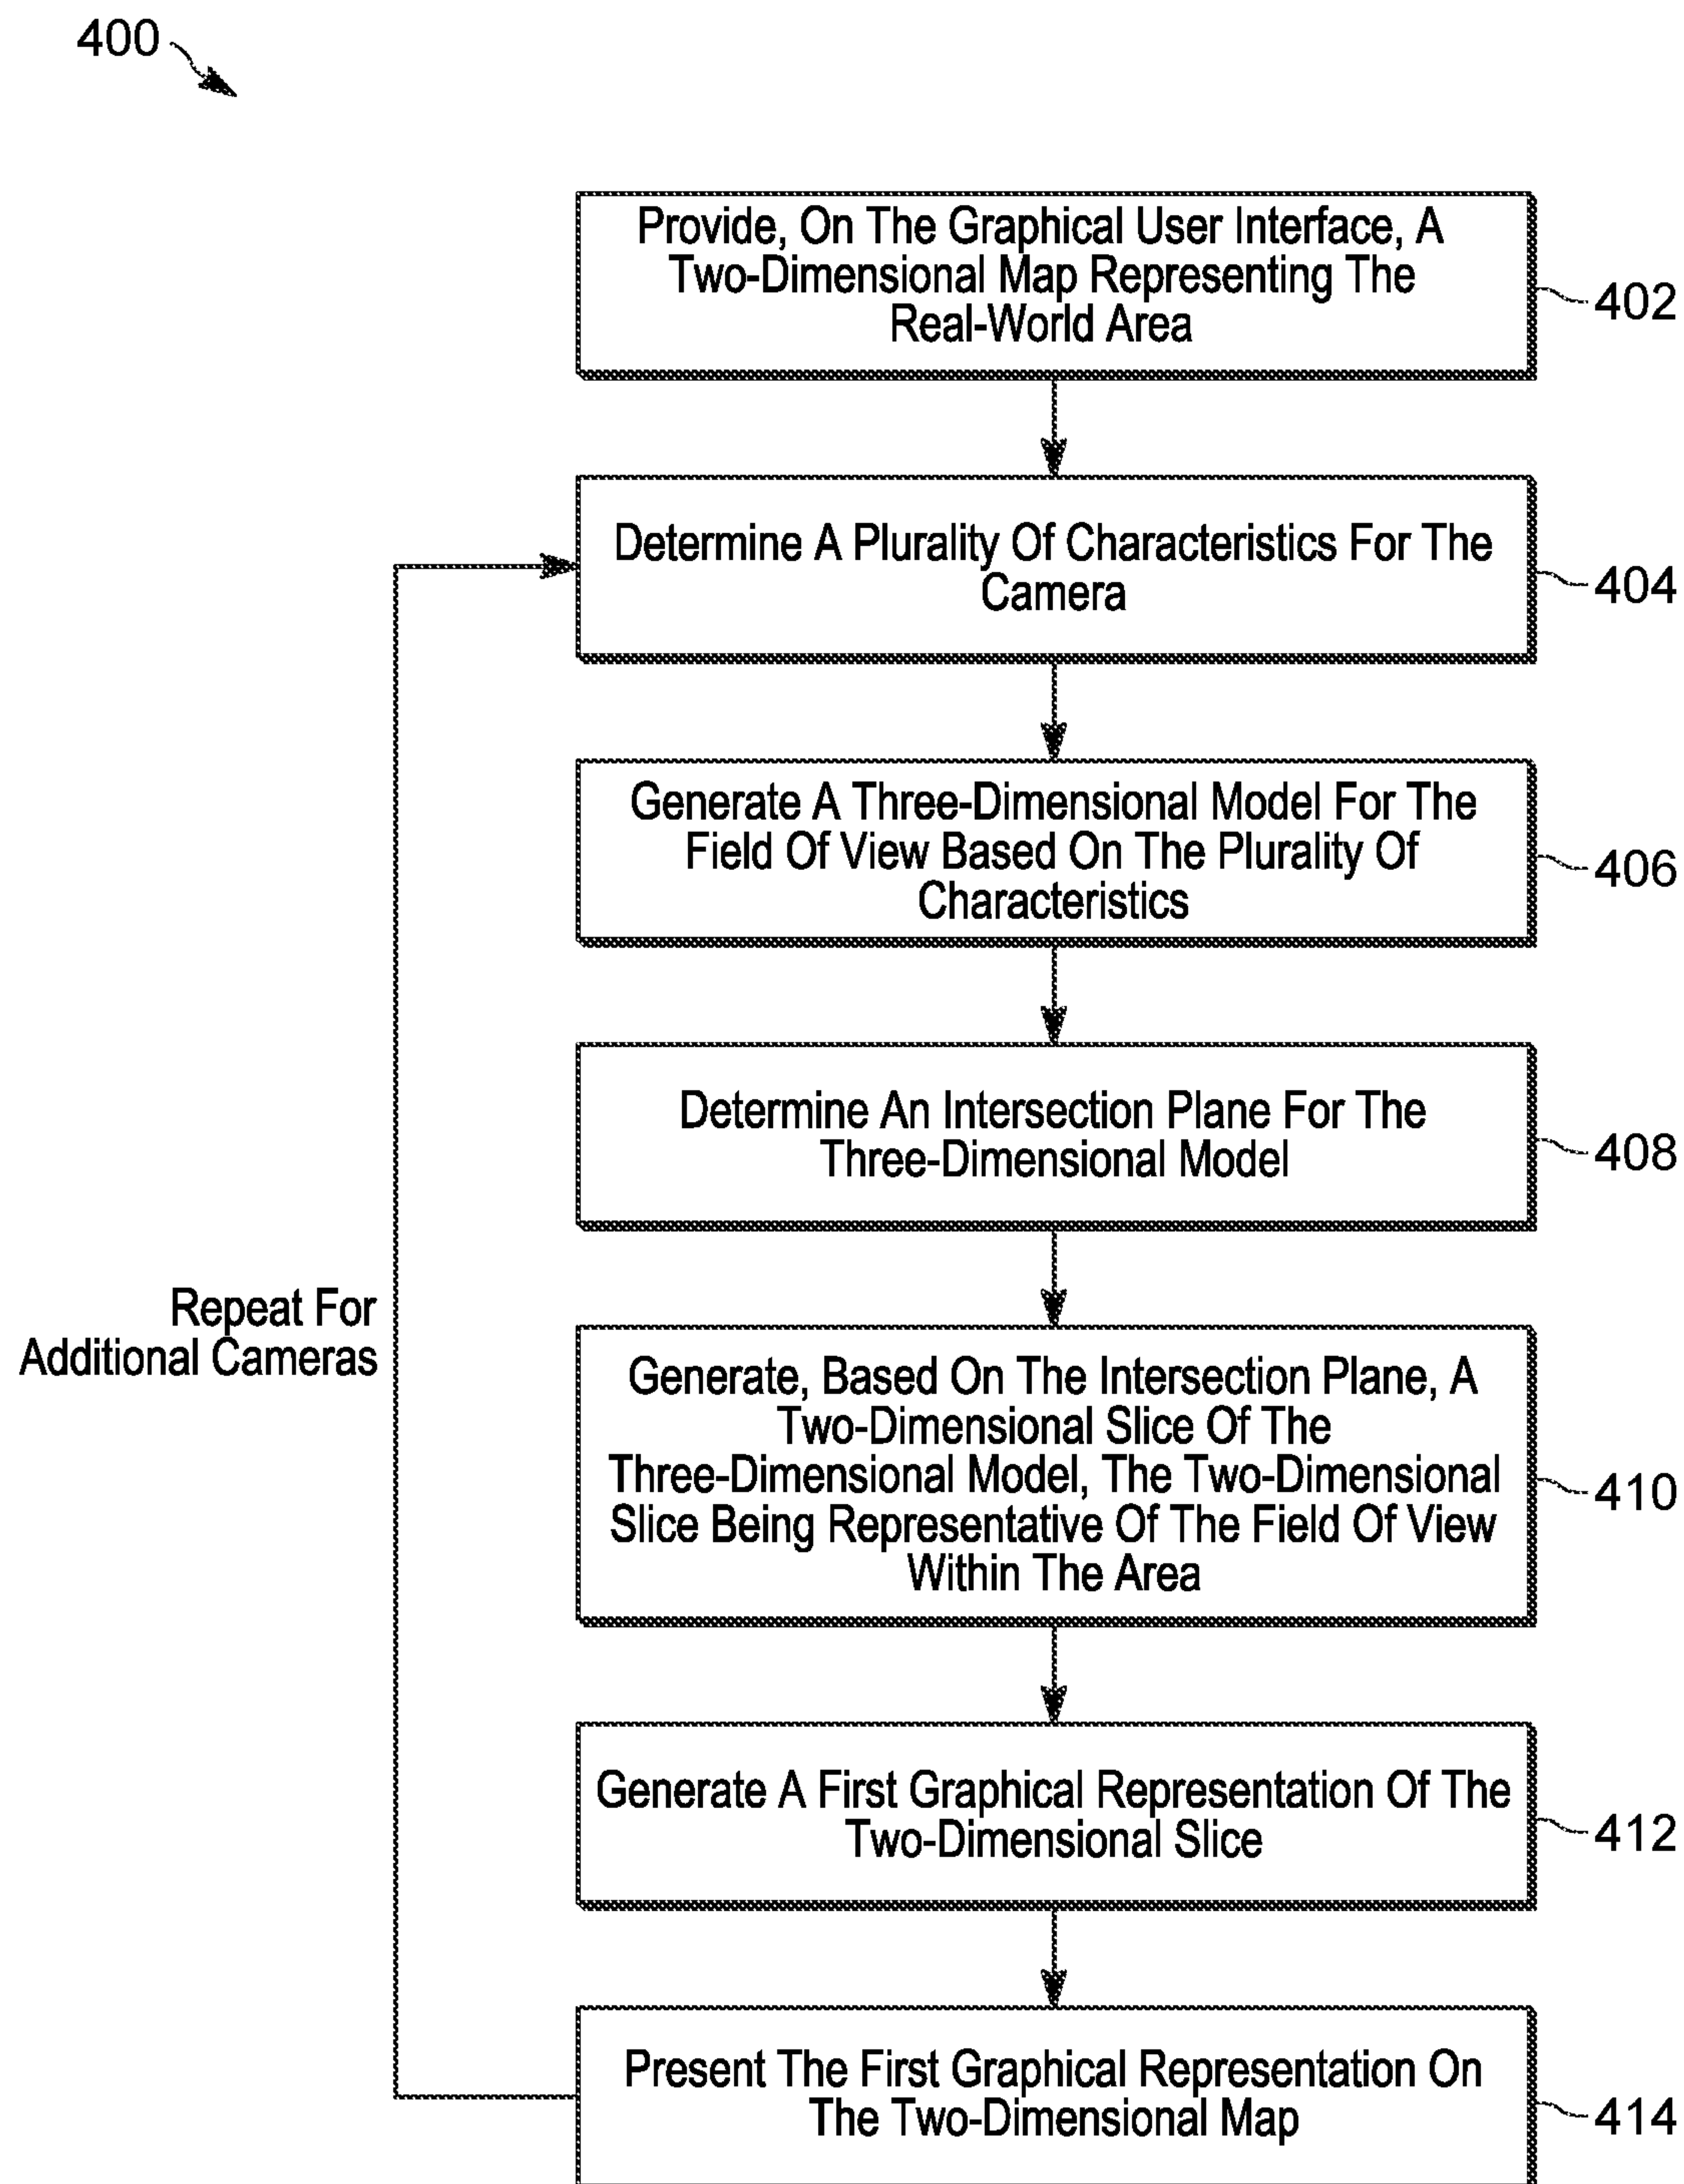 400
Provide, On The Graphical User Interface, A
Two-Dimensional Map Representing The
Real-World Area
402
Determine A Plurality Of Characteristics For The
Camera
404
Generate A Three-Dimensional Model For The
Field Of View Based On The Plurality Of
Characteristics
406
Determine An Intersection Plane For The
Three-Dimensional Model
408
Repeat For
Additional Cameras
Generate, Based On The Intersection Plane, A
Two-Dimensional Slice Of The
Three-Dimensional Model, The Two-Dimensional
Slice Being Representative Of The Field Of View
Within The Area
410
Generate A First Graphical Representation Of The
Two-Dimensional Slice
412
Present The First Graphical Representation On
The Two-Dimensional Map
414